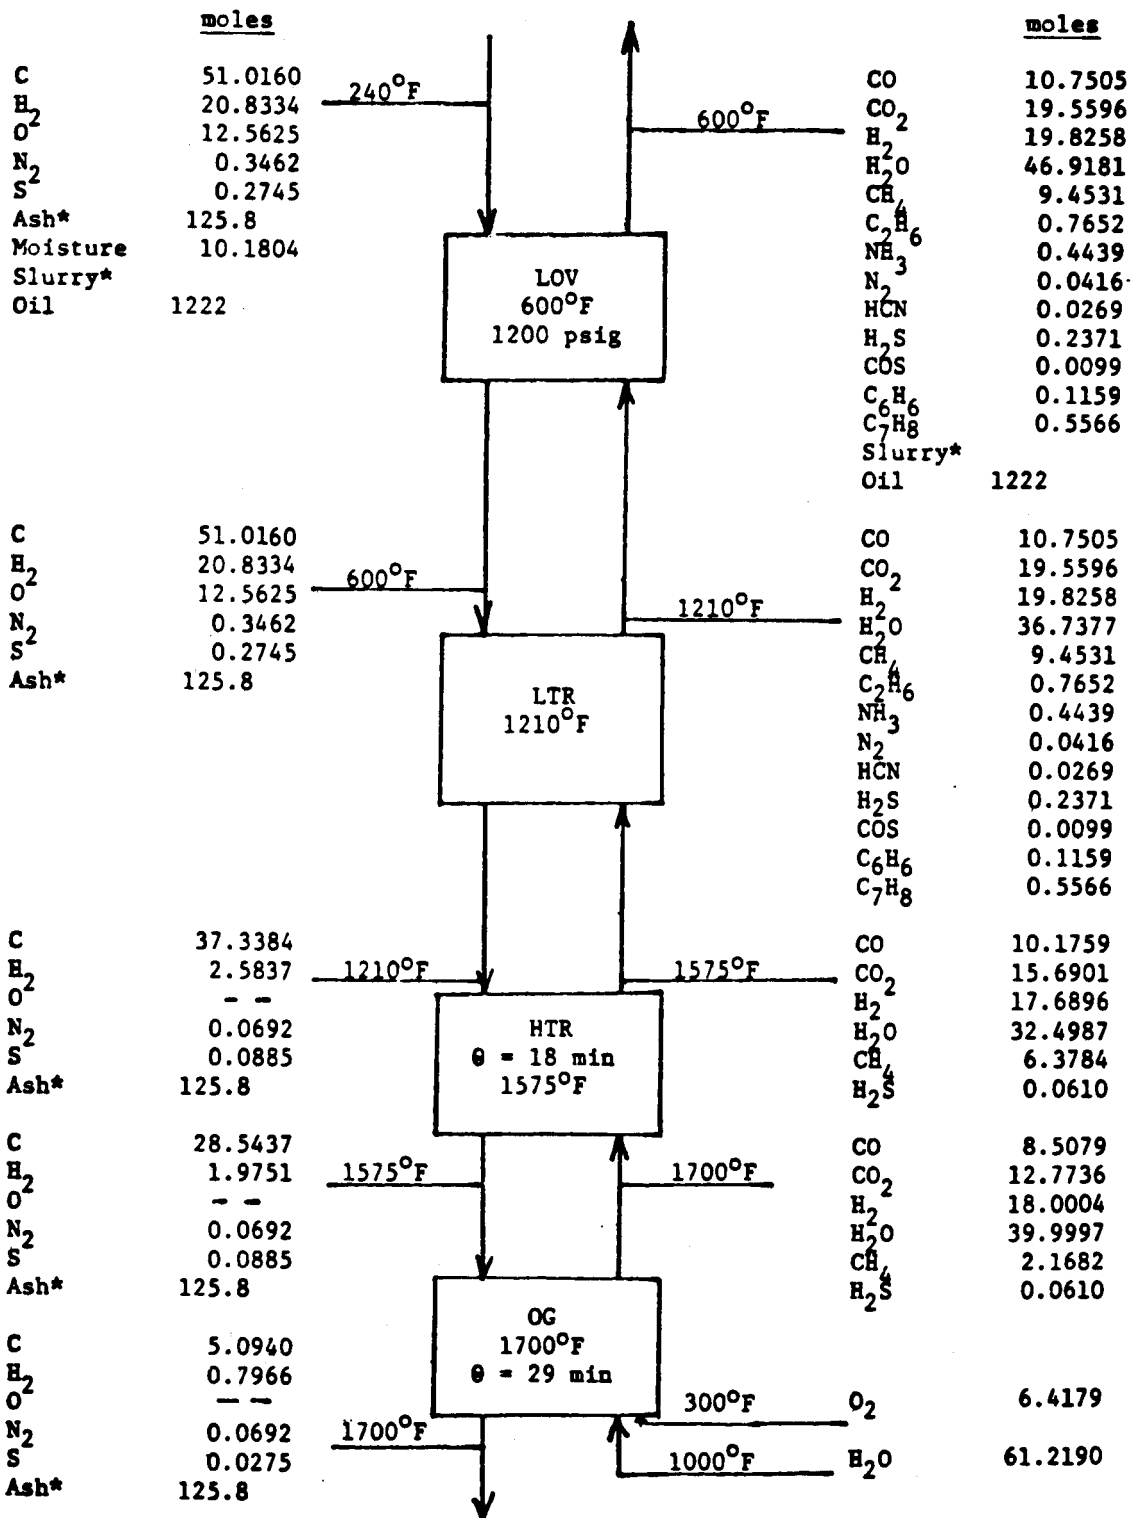 moles
C 51.0160
H2 20.8334
O 12.5625
N2 0.3462
S 0.2745
Ash* 125.8
Moisture 10.1804
Slurry*
Oil 1222
240°F
600°F
moles
CO 10.7505
CO2 19.5596
H2 19.8258
H2O 46.9181
CH4 9.4531
C2H6 0.7652
NH3 0.4439
N2 0.0416
HCN 0.0269
H2S 0.2371
COS 0.0099
C6H6 0.1159
C7H8 0.5566
Slurry*
Oil 1222
LOV
600°F
1200 psig
C 51.0160
H2 20.8334
O 12.5625
N2 0.3462
S 0.2745
Ash* 125.8
600°F
1210°F
CO 10.7505
CO2 19.5596
H2 19.8258
H2O 36.7377
CH4 9.4531
C2H6 0.7652
NH3 0.4439
N2 0.0416
HCN 0.0269
H2S 0.2371
COS 0.0099
C6H6 0.1159
C7H8 0.5566
LTR
1210°F
C 37.3384
H2 2.5837
O - -
N2 0.0692
S 0.0885
Ash* 125.8
1210°F
1575°F
CO 10.1759
CO2 15.6901
H2 17.6896
H2O 32.4987
CH4 6.3784
H2S 0.0610
HTR
θ = 18 min
1575°F
C 28.5437
H2 1.9751
O - -
N2 0.0692
S 0.0885
Ash* 125.8
1575°F
1700°F
CO 8.5079
CO2 12.7736
H2 18.0004
H2O 39.9997
CH4 2.1682
H2S 0.0610
OG
1700°F
θ = 29 min
C 5.0940
H2 0.7966
O - -
N2 0.0692
S 0.0275
Ash* 125.8
1700°F
300°F
O2 6.4179
1000°F
H2O 61.2190